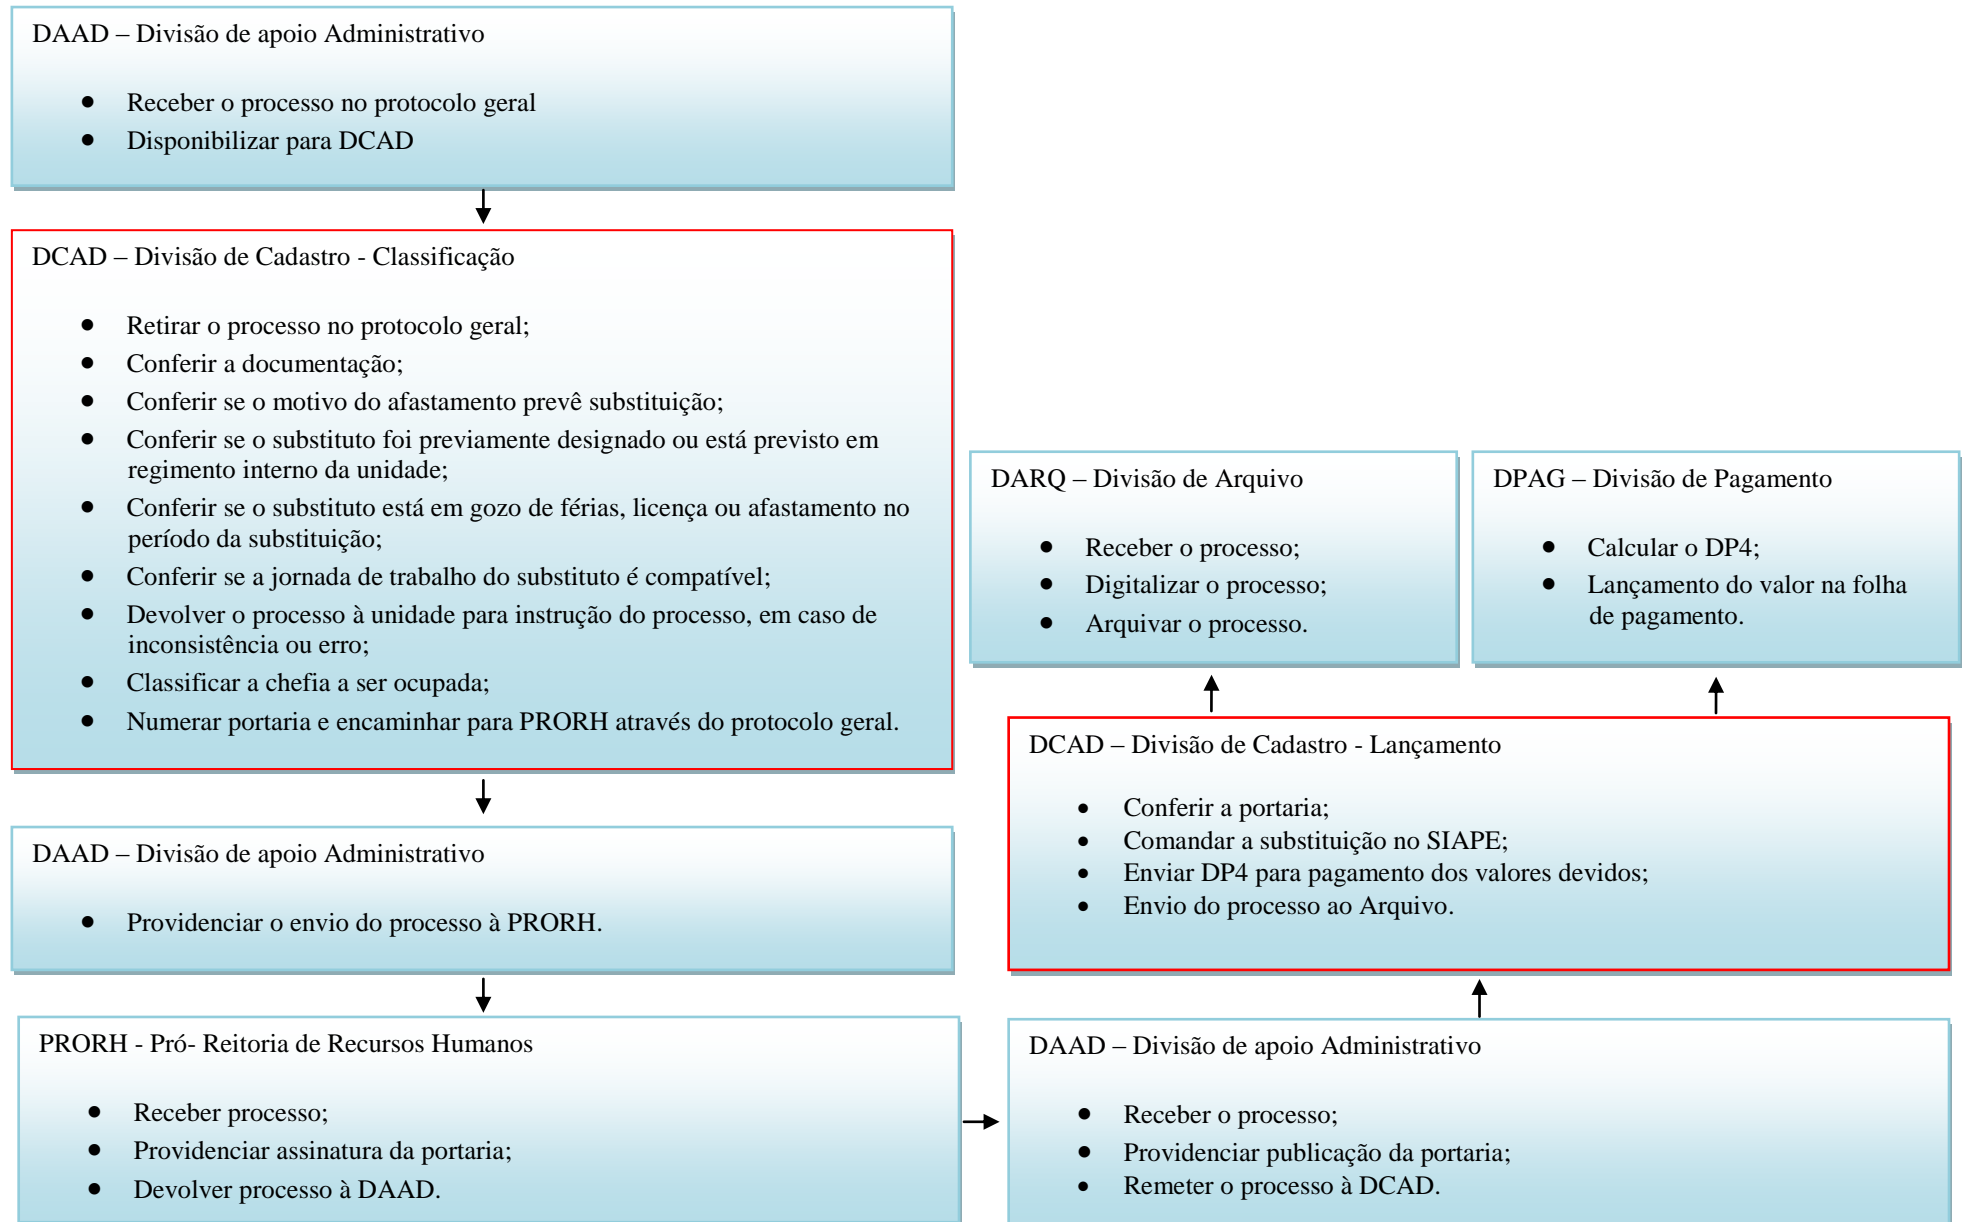 DAAD – Divisão de apoio Administrativo
● Receber o processo no protocolo geral
● Disponibilizar para DCAD
DCAD – Divisão de Cadastro - Classificação
● Retirar o processo no protocolo geral;
● Conferir a documentação;
● Conferir se o motivo do afastamento prevê substituição;
● Conferir se o substituto foi previamente designado ou está previsto em
regimento interno da unidade;
● Conferir se o substituto está em gozo de férias, licença ou afastamento no
período da substituição;
● Conferir se a jornada de trabalho do substituto é compatível;
● Devolver o processo à unidade para instrução do processo, em caso de
inconsistência ou erro;
● Classificar a chefia a ser ocupada;
● Numerar portaria e encaminhar para PRORH através do protocolo geral.
DAAD – Divisão de apoio Administrativo
● Providenciar o envio do processo à PRORH.
PRORH - Pró- Reitoria de Recursos Humanos
● Receber processo;
● Providenciar assinatura da portaria;
● Devolver processo à DAAD.
DAAD – Divisão de apoio Administrativo
● Receber o processo;
● Providenciar publicação da portaria;
● Remeter o processo à DCAD.
DCAD – Divisão de Cadastro - Lançamento
● Conferir a portaria;
● Comandar a substituição no SIAPE;
● Enviar DP4 para pagamento dos valores devidos;
● Envio do processo ao Arquivo.
DARQ – Divisão de Arquivo
● Receber o processo;
● Digitalizar o processo;
● Arquivar o processo.
DPAG – Divisão de Pagamento
● Calcular o DP4;
● Lançamento do valor na folha
de pagamento.